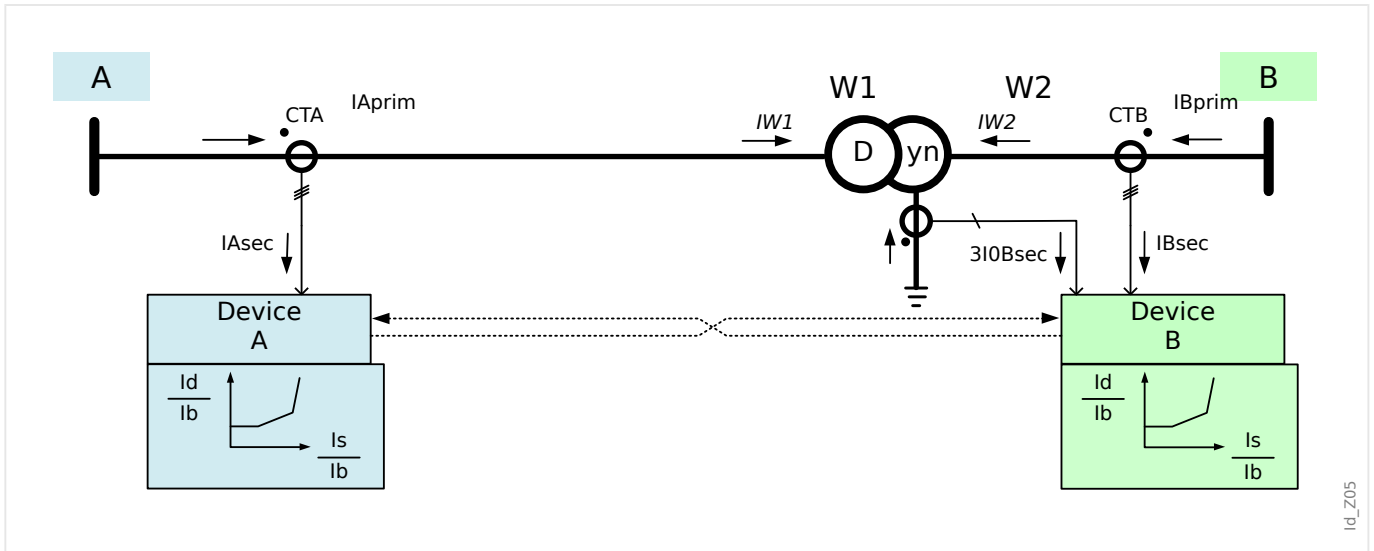 A
W1
W2
B
CTA
IAprim
IW1
IW2
CTB
IBprim
D
yn
IAsec
3I0Bsec
IBsec
Device
A
Device
B
Id
Ib
Is
Ib
Id
Ib
Is
Ib
Id_Z05